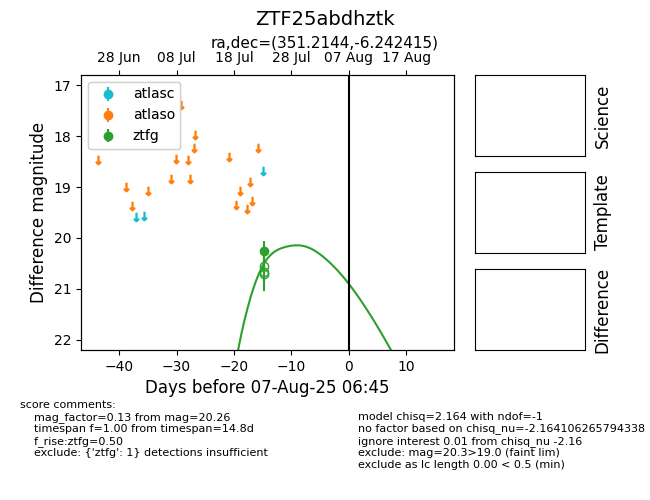 ZTF25abdhztk
ra,dec=(351.2144,-6.242415)
28 Jun 08 Jul 18 Jul 28 Jul 07 Aug 17 Aug
atlasc
atlaso
ztfg
17
18
19
20
21
22
Difference magnitude
−40 −30 −20 −10 0 10
Days before 07-Aug-25 06:45
Science
Template
Difference
score comments:
mag_factor=0.13 from mag=20.26
timespan f=1.00 from timespan=14.8d
f_rise:ztfg=0.50
exclude: {'ztfg': 1} detections insufficient
model chisq=2.164 with ndof=-1
no factor based on chisq_nu=-2.164106265794338
ignore interest 0.01 from chisq_nu -2.16
exclude: mag=20.3>19.0 (faint lim)
exclude as lc length 0.00 < 0.5 (min)